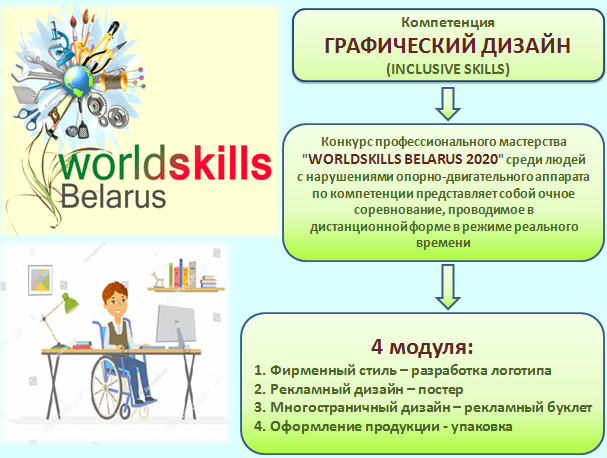 worldskills
Belarus
Компетенция
ГРАФИЧЕСКИЙ ДИЗАЙН
(INCLUSIVE SKILLS)
Конкурс профессионального мастерства
"WORLDSKILLS BELARUS 2020" среди людей
с нарушениями опорно-двигательного аппарата
по компетенции представляет собой очное
соревнование, проводимое в
дистанционной форме в режиме реального
времени
4 модуля:
1. Фирменный стиль – разработка логотипа
2. Рекламный дизайн – постер
3. Многостраничный дизайн – рекламный буклет
4. Оформление продукции - упаковка